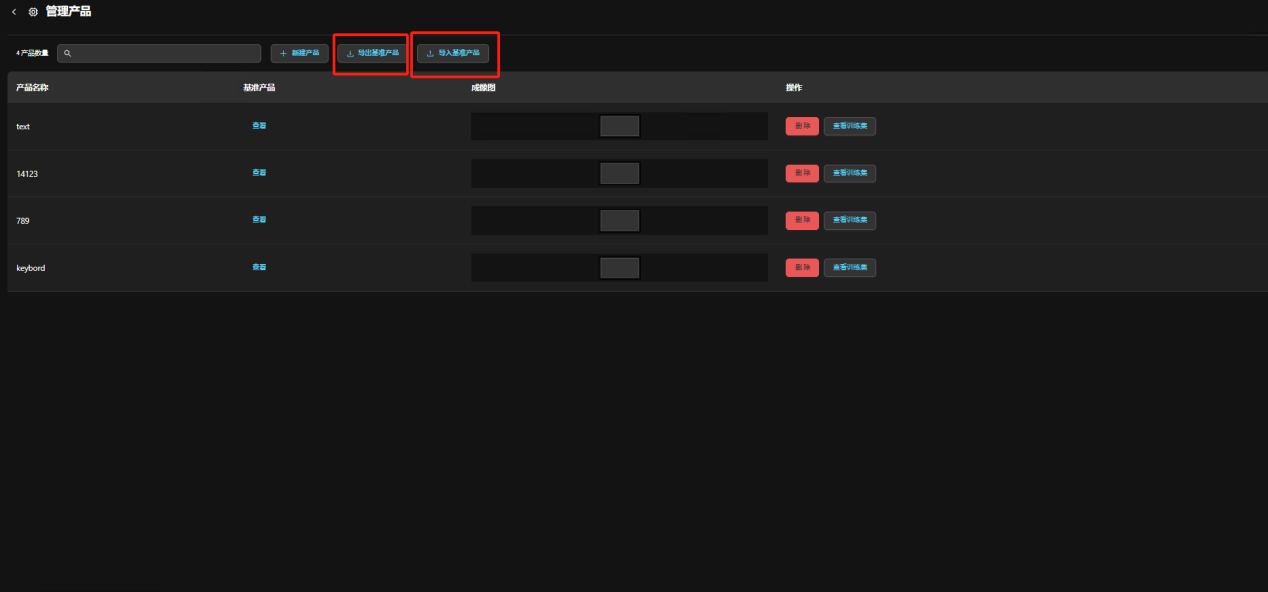 管理产品
4 产品数量 新建产品 导出基准产品 导入基准产品
产品名称 基准产品 成像图 操作
text 查看 删 除 查看训练集
14123 查看 删 除 查看训练集
789 查看 删 除 查看训练集
keybord 查看 删 除 查看训练集